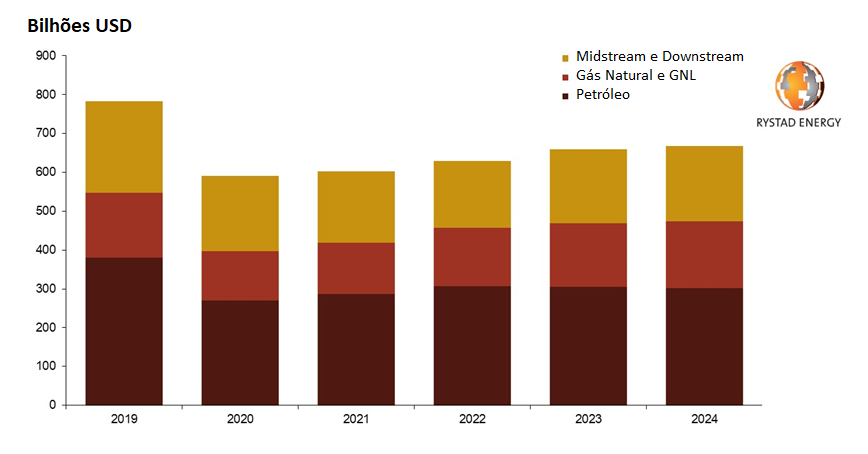 Bilhões USD
900
Midstream e Downstream
Gás Natural e GNL
Petróleo
RYSTAD ENERGY
800
700
600
500
400
300
200
100
0
2019 2020 2021 2022 2023 2024